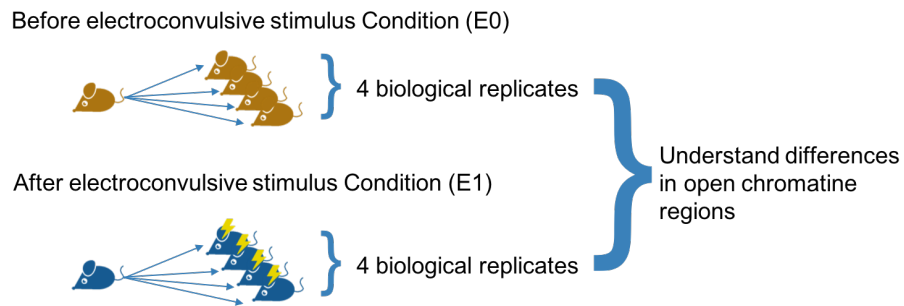 Before electroconvulsive stimulus Condition (E0)
4 biological replicates
After electroconvulsive stimulus Condition (E1)
4 biological replicates
Understand differences
in open chromatine
regions